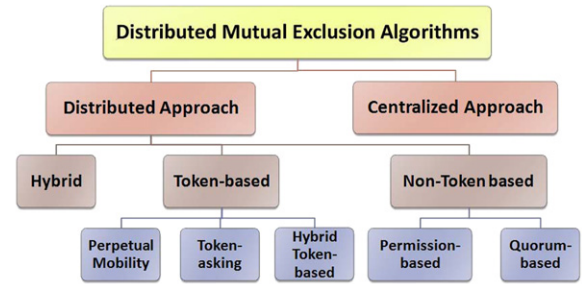 Distributed Mutual Exclusion Algorithms
Distributed Approach
Centralized Approach
Hybrid
Token-based
Non-Token based
Perpetual
Mobility
Token-
asking
Hybrid
Token-
based
Permission-
based
Quorum-
based